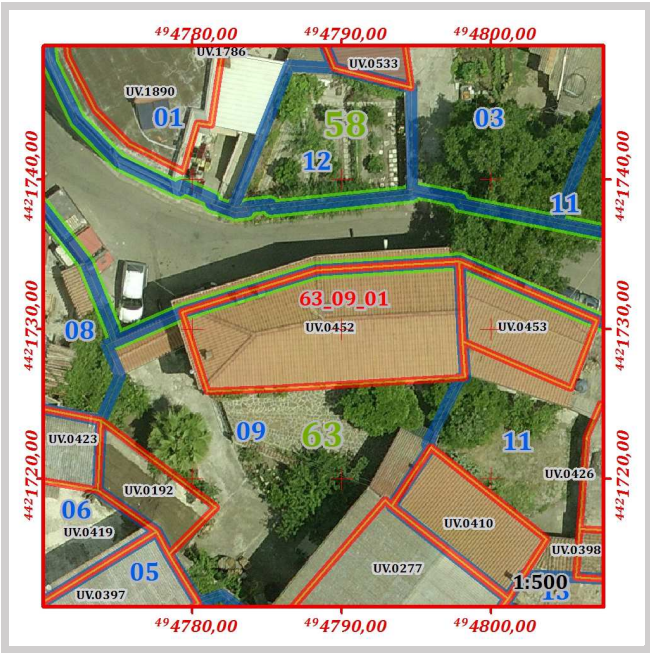 ⁴⁹4780,00 ⁴⁹4790,00 ⁴⁹4800,00
UV.1786
UV.0533
UV.1890
01
58
03
12
⁴⁴²1740,00 ⁴⁴²1740,00
11
63_09_01
UV.0452
UV.0453
08
⁴⁴²1730,00 ⁴⁴²1730,00
09
63
11
UV.0423
UV.0426
UV.0192
⁴⁴²1720,00 ⁴⁴²1720,00
06
UV.0419
UV.0410
UV.0398
05
UV.0277
1:500
13
UV.0397
⁴⁹4780,00 ⁴⁹4790,00 ⁴⁹4800,00